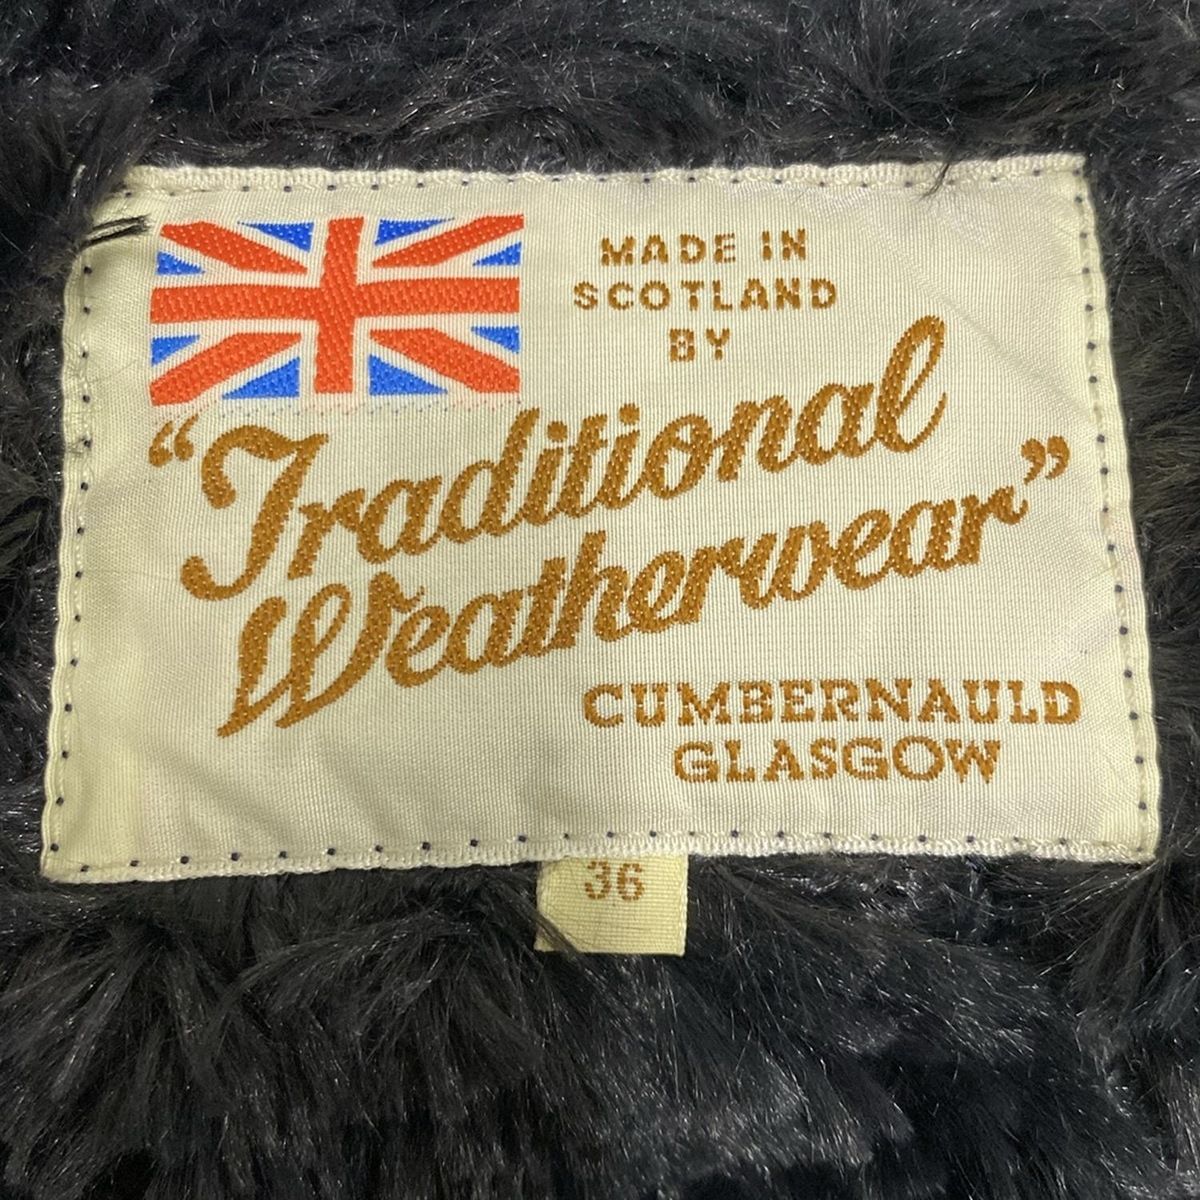 MADE IN
SCOTLAND
BY
"Traditional
Weatherwear"
CUMBERNAULD
GLASGOW
36